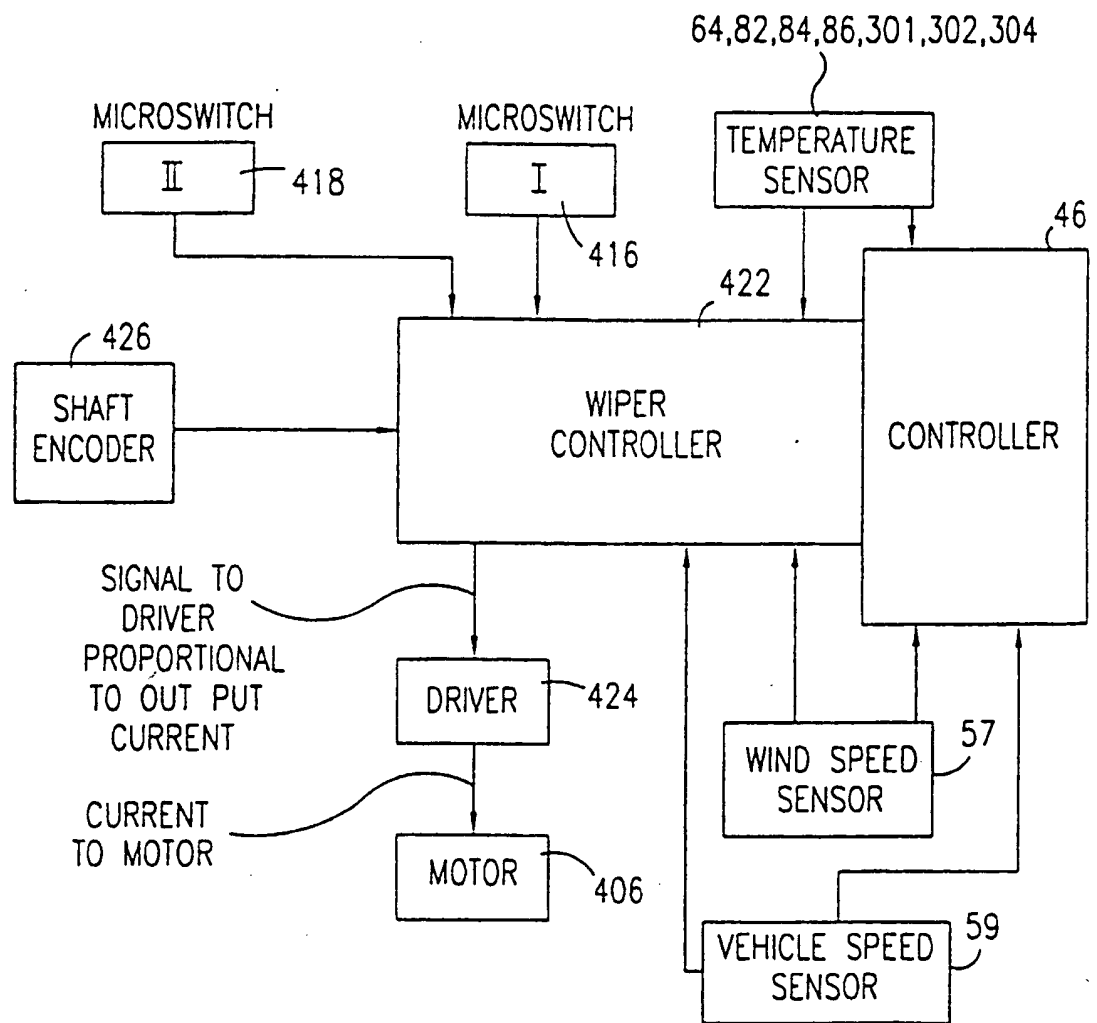 64,82,84,86,301,302,304
MICROSWITCH
II
418
MICROSWITCH
I
416
TEMPERATURE
SENSOR
46
422
426
SHAFT
ENCODER
WIPER
CONTROLLER
CONTROLLER
SIGNAL TO
DRIVER
PROPORTIONAL
TO OUT PUT
CURRENT
DRIVER
424
WIND SPEED
SENSOR
57
CURRENT
TO MOTOR
MOTOR
406
VEHICLE SPEED
SENSOR
59